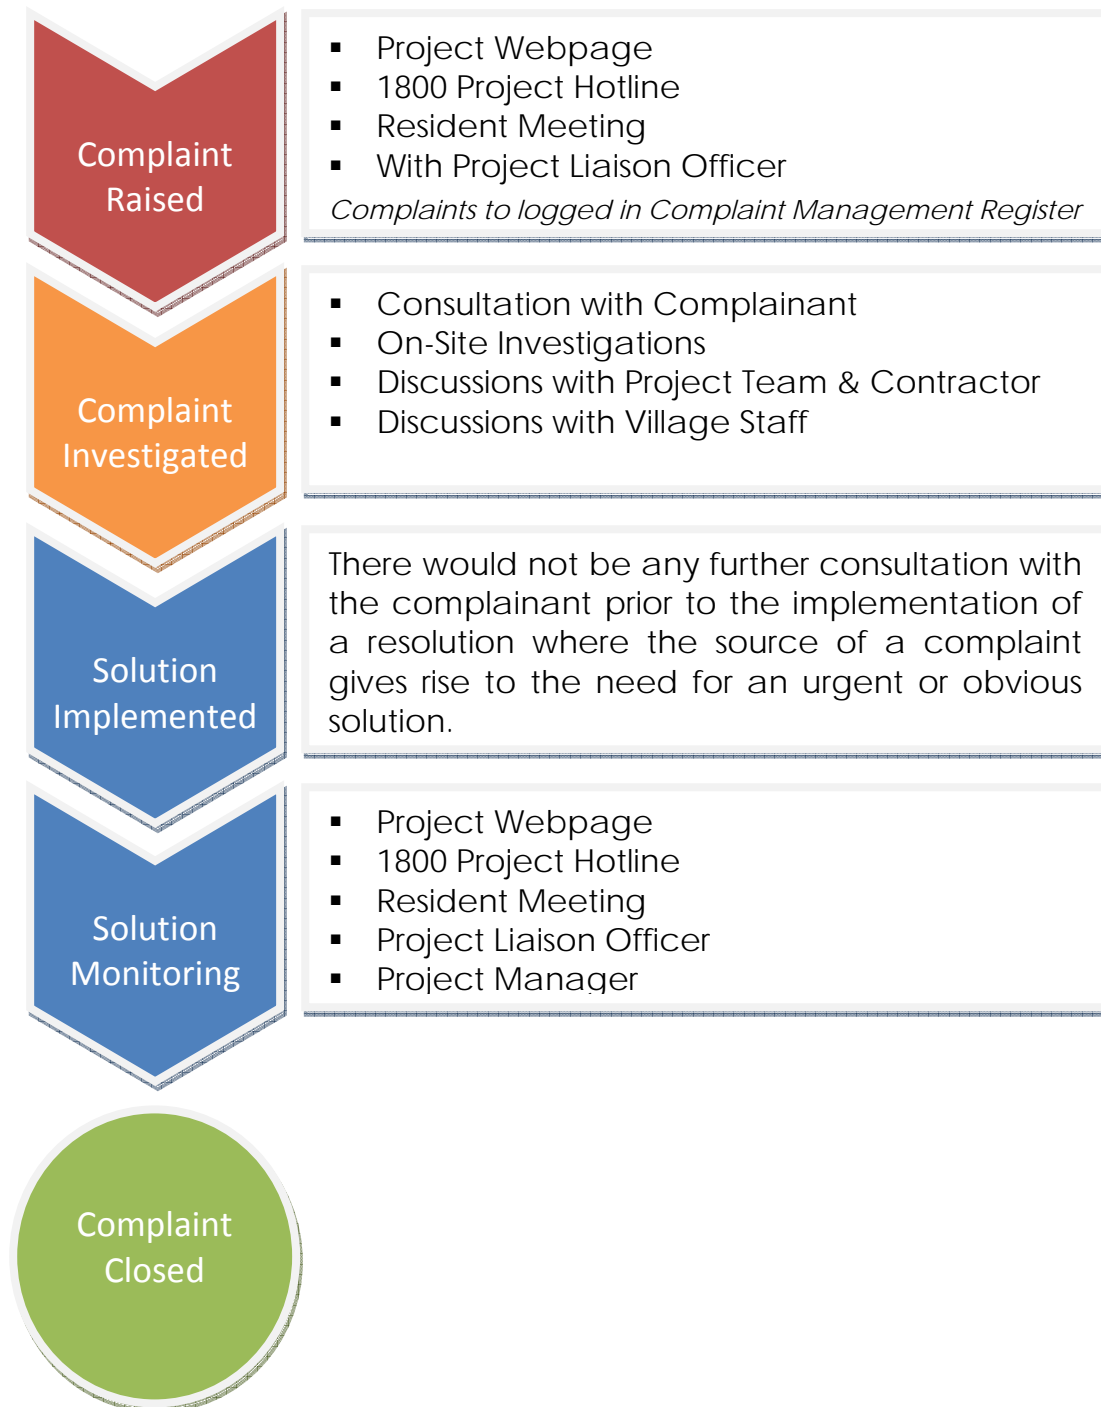 Complaint
Raised
▪ Project Webpage
▪ 1800 Project Hotline
▪ Resident Meeting
▪ With Project Liaison Officer
Complaints to logged in Complaint Management Register
Complaint
Investigated
▪ Consultation with Complainant
▪ On-Site Investigations
▪ Discussions with Project Team & Contractor
▪ Discussions with Village Staff
Solution
Implemented
There would not be any further consultation with
the complainant prior to the implementation of
a resolution where the source of a complaint
gives rise to the need for an urgent or obvious
solution.
Solution
Monitoring
▪ Project Webpage
▪ 1800 Project Hotline
▪ Resident Meeting
▪ Project Liaison Officer
▪ Project Manager
Complaint
Closed